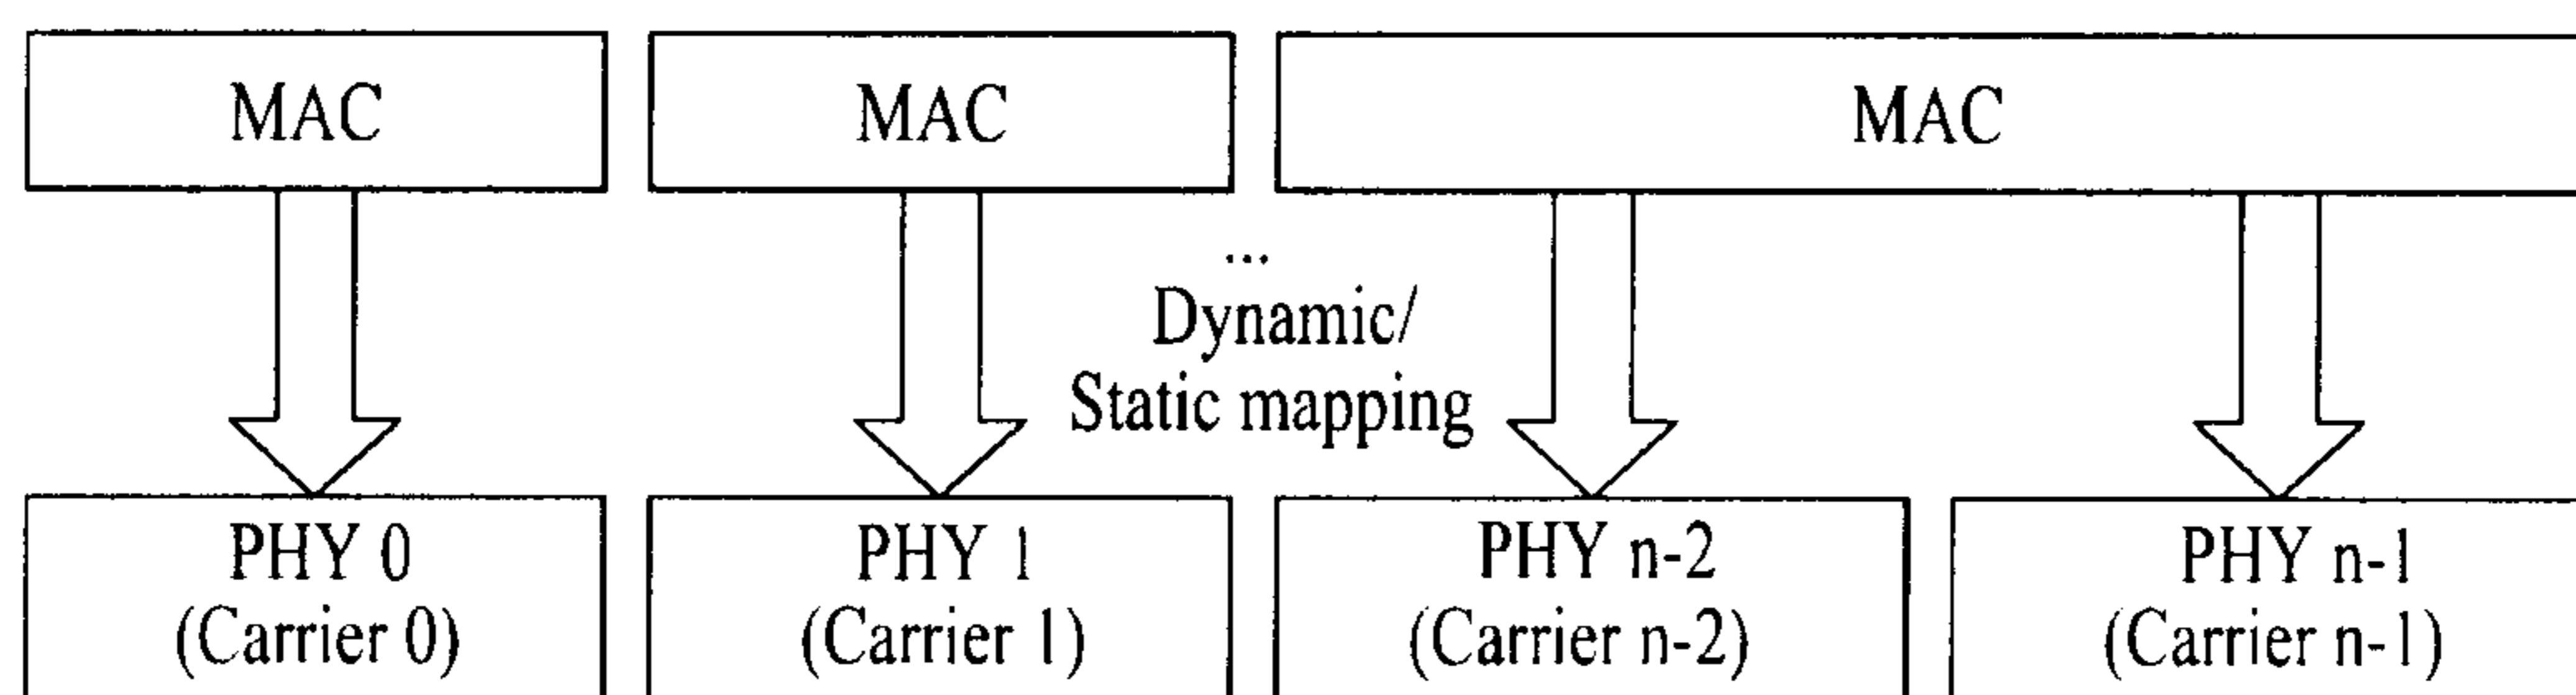 MAC
MAC
MAC
...
Dynamic/
Static mapping
PHY 0
(Carrier 0)
PHY 1
(Carrier 1)
PHY n-2
(Carrier n-2)
PHY n-1
(Carrier n-1)